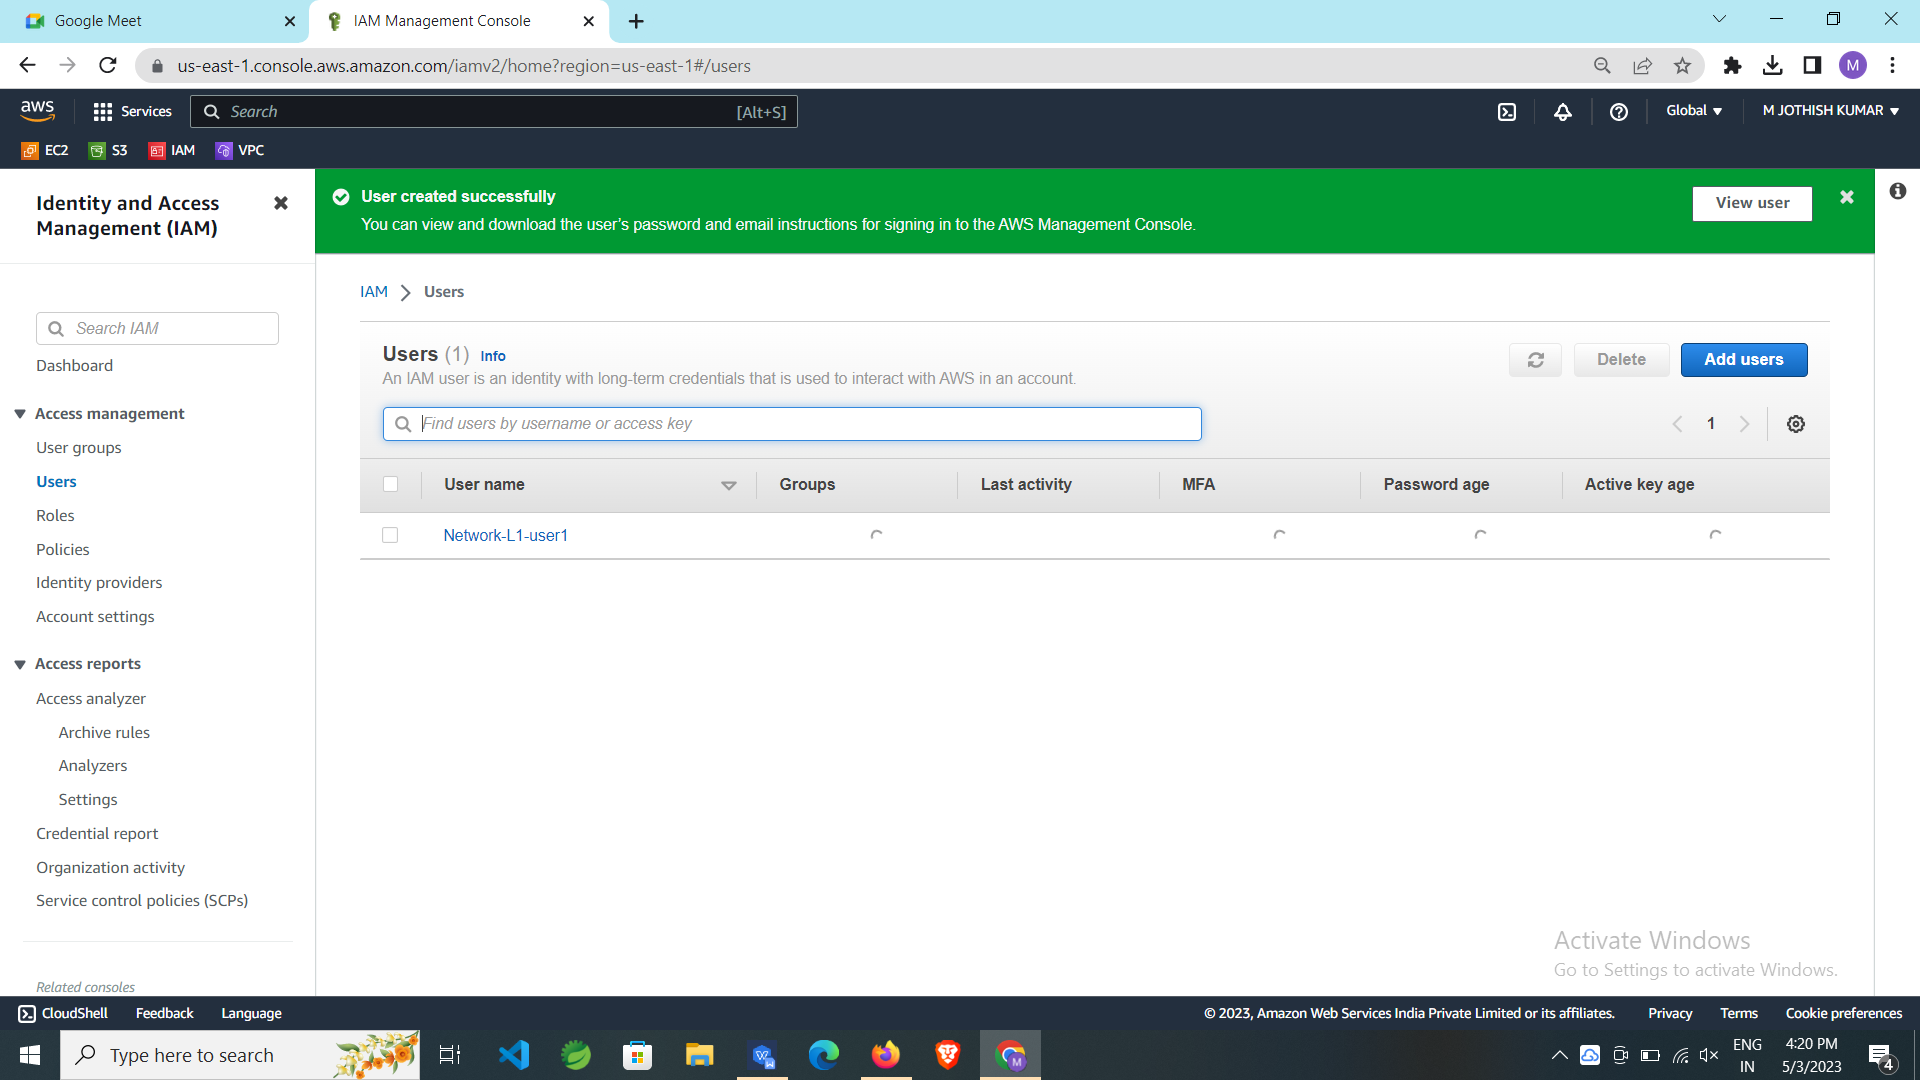 Google Meet
IAM Management Console
us-east-1.console.aws.amazon.com/iamv2/home?region=us-east-1#/users
M
aws
Services
Search
[Alt+S]
Global
M JOTHISH KUMAR
EC2
S3
IAM
VPC
Identity and Access
Management (IAM)
Search IAM
Dashboard
Access management
User groups
Users
Roles
Policies
Identity providers
Account settings
Access reports
Access analyzer
Archive rules
Analyzers
Settings
Credential report
Organization activity
Service control policies (SCPs)
Related consoles
User created successfully
You can view and download the user's password and email instructions for signing in to the AWS Management Console.
View user
IAM
Users
Users (1) Info
An IAM user is an identity with long-term credentials that is used to interact with AWS in an account.
Delete
Add users
Find users by username or access key
1
User name
Groups
Last activity
MFA
Password age
Active key age
Network-L1-user1
Activate Windows
Go to Settings to activate Windows.
CloudShell
Feedback
Language
© 2023, Amazon Web Services India Private Limited or its affiliates.
Privacy
Terms
Cookie preferences
Type here to search
M
ENG
IN
4:20 PM
5/3/2023
4